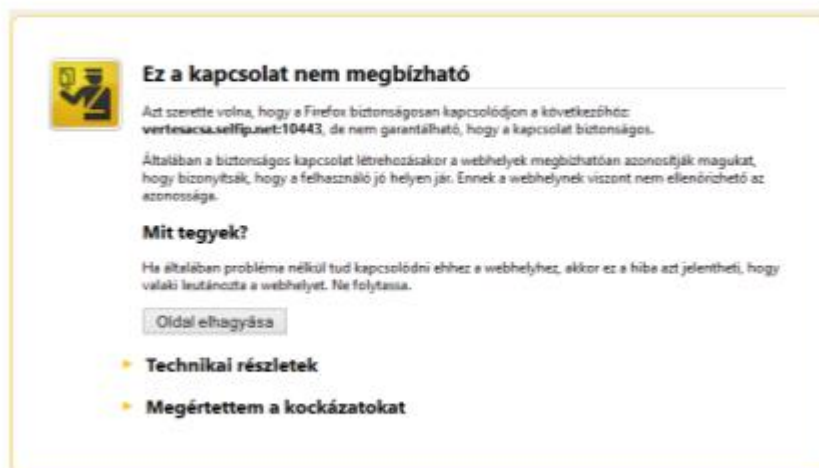 Ez a kapcsolat nem megbízható
Azt szerette volna, hogy a Firefox biztonságosan kapcsolódjon a következőhöz:
vertesacsa.selfip.net:10443, de nem garantálható, hogy a kapcsolat biztonságos.
Általában a biztonságos kapcsolat létrehozásakor a webhelyek megbízhatóan azonosítják magukat,
hogy bizonyítsák, hogy a felhasználó jó helyen jár. Ennek a webhelynek viszont nem ellenőrizhető az
azonossága.
Mit tegyek?
Ha általában probléma nélkül tud kapcsolódni ehhez a webhelyhez, akkor ez a hiba azt jelentheti, hogy
valaki leutánozta a webhelyet. Ne folytassa.
Oldal elhagyása
Technikai részletek
Megértettem a kockázatokat